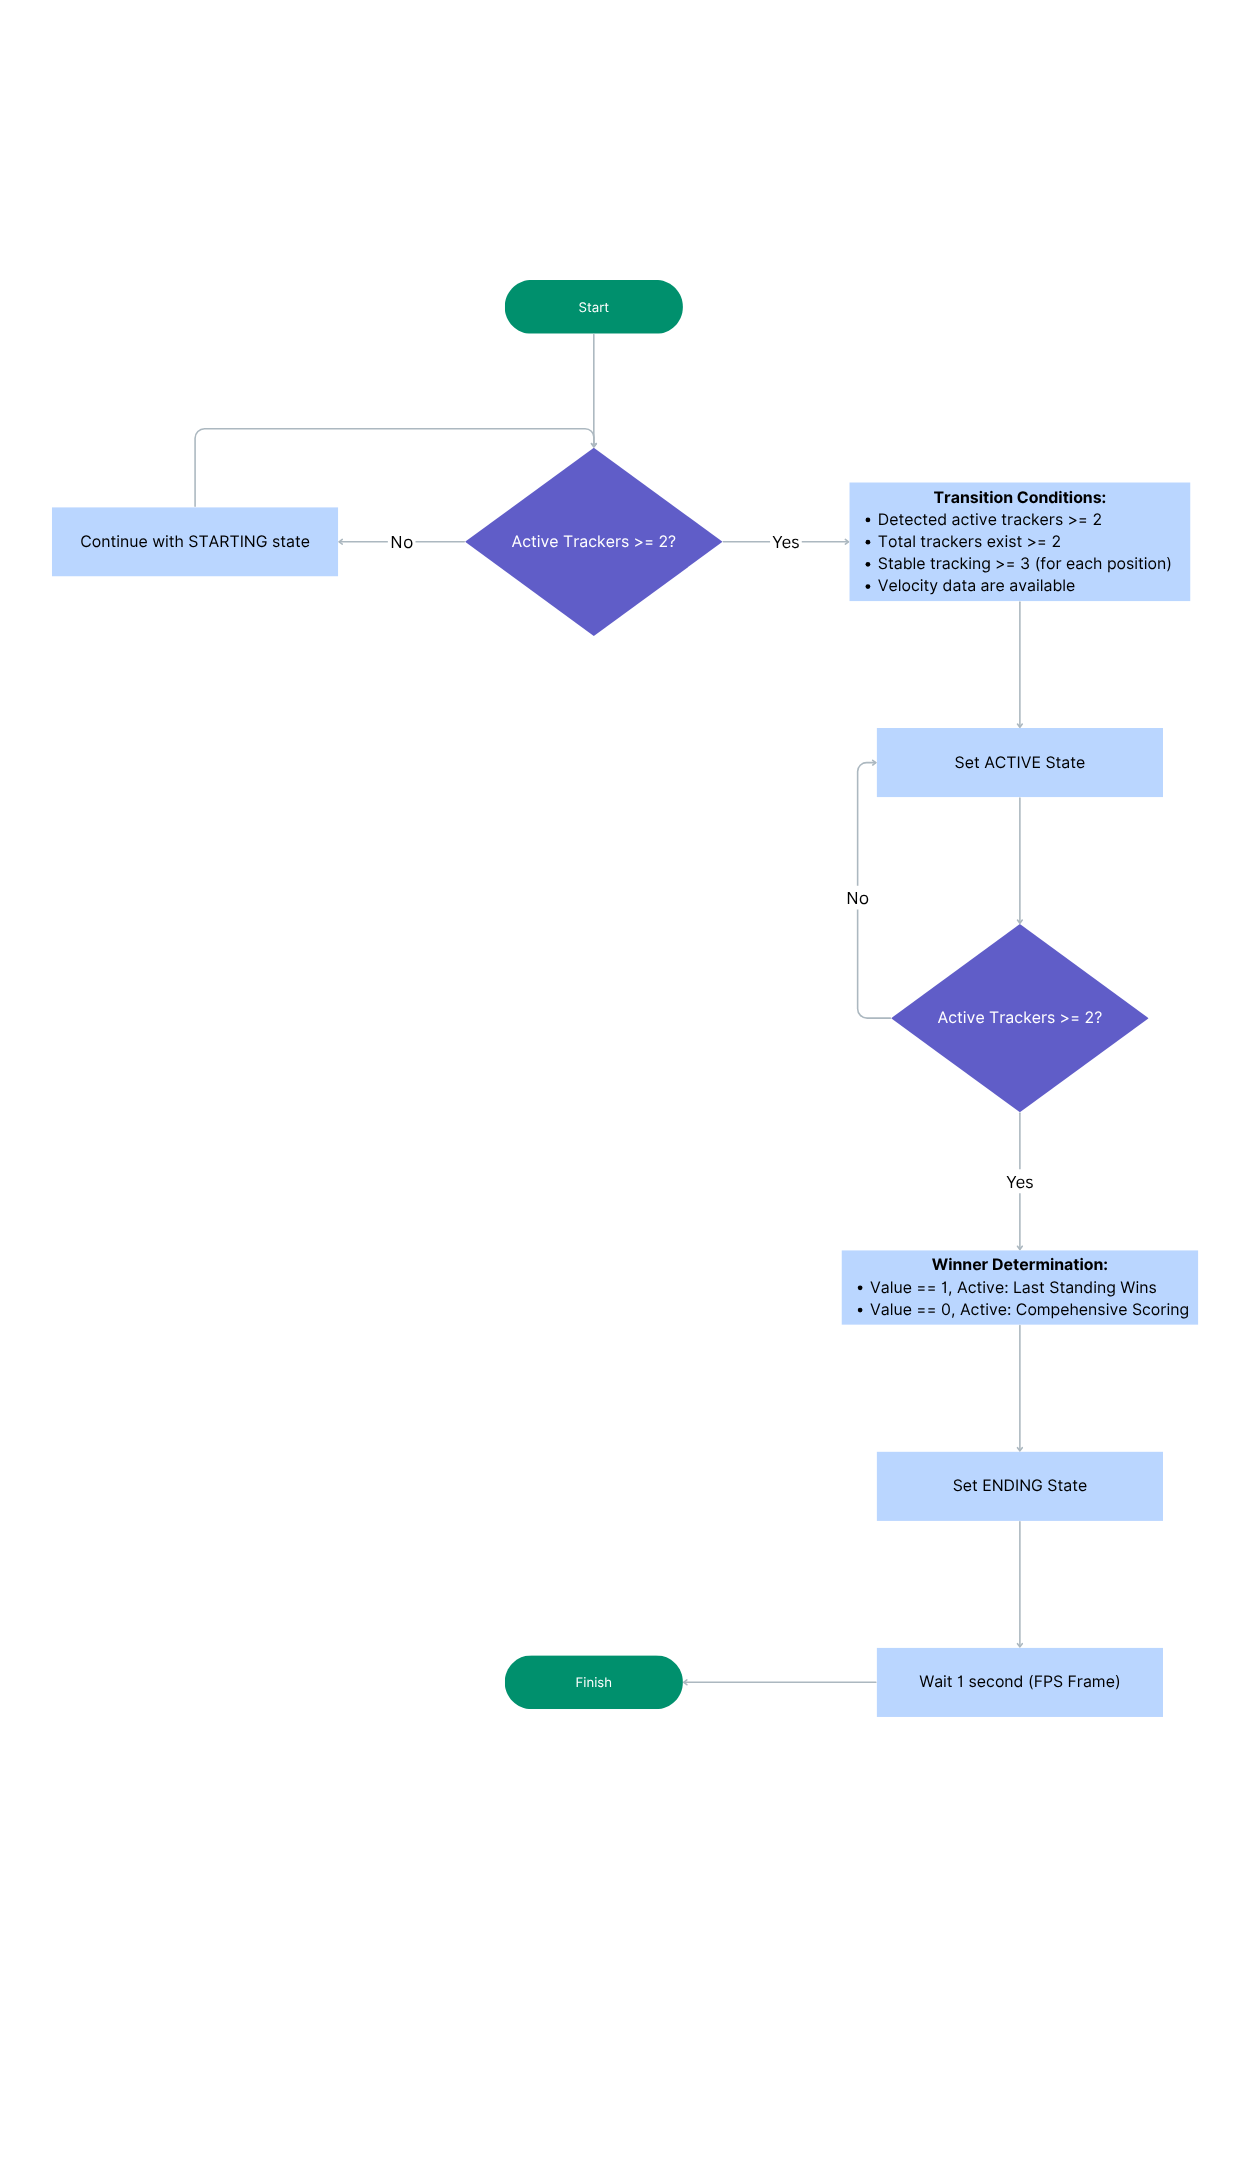 Start
Continue with STARTING state
No
Active Trackers >= 2?
Yes
Transition Conditions:
• Detected active trackers >= 2
• Total trackers exist >= 2
• Stable tracking >= 3 (for each position)
• Velocity data are available
Set ACTIVE State
No
Active Trackers >= 2?
Yes
Winner Determination:
• Value == 1, Active: Last Standing Wins
• Value == 0, Active: Compehensive Scoring
Set ENDING State
Wait 1 second (FPS Frame)
Finish